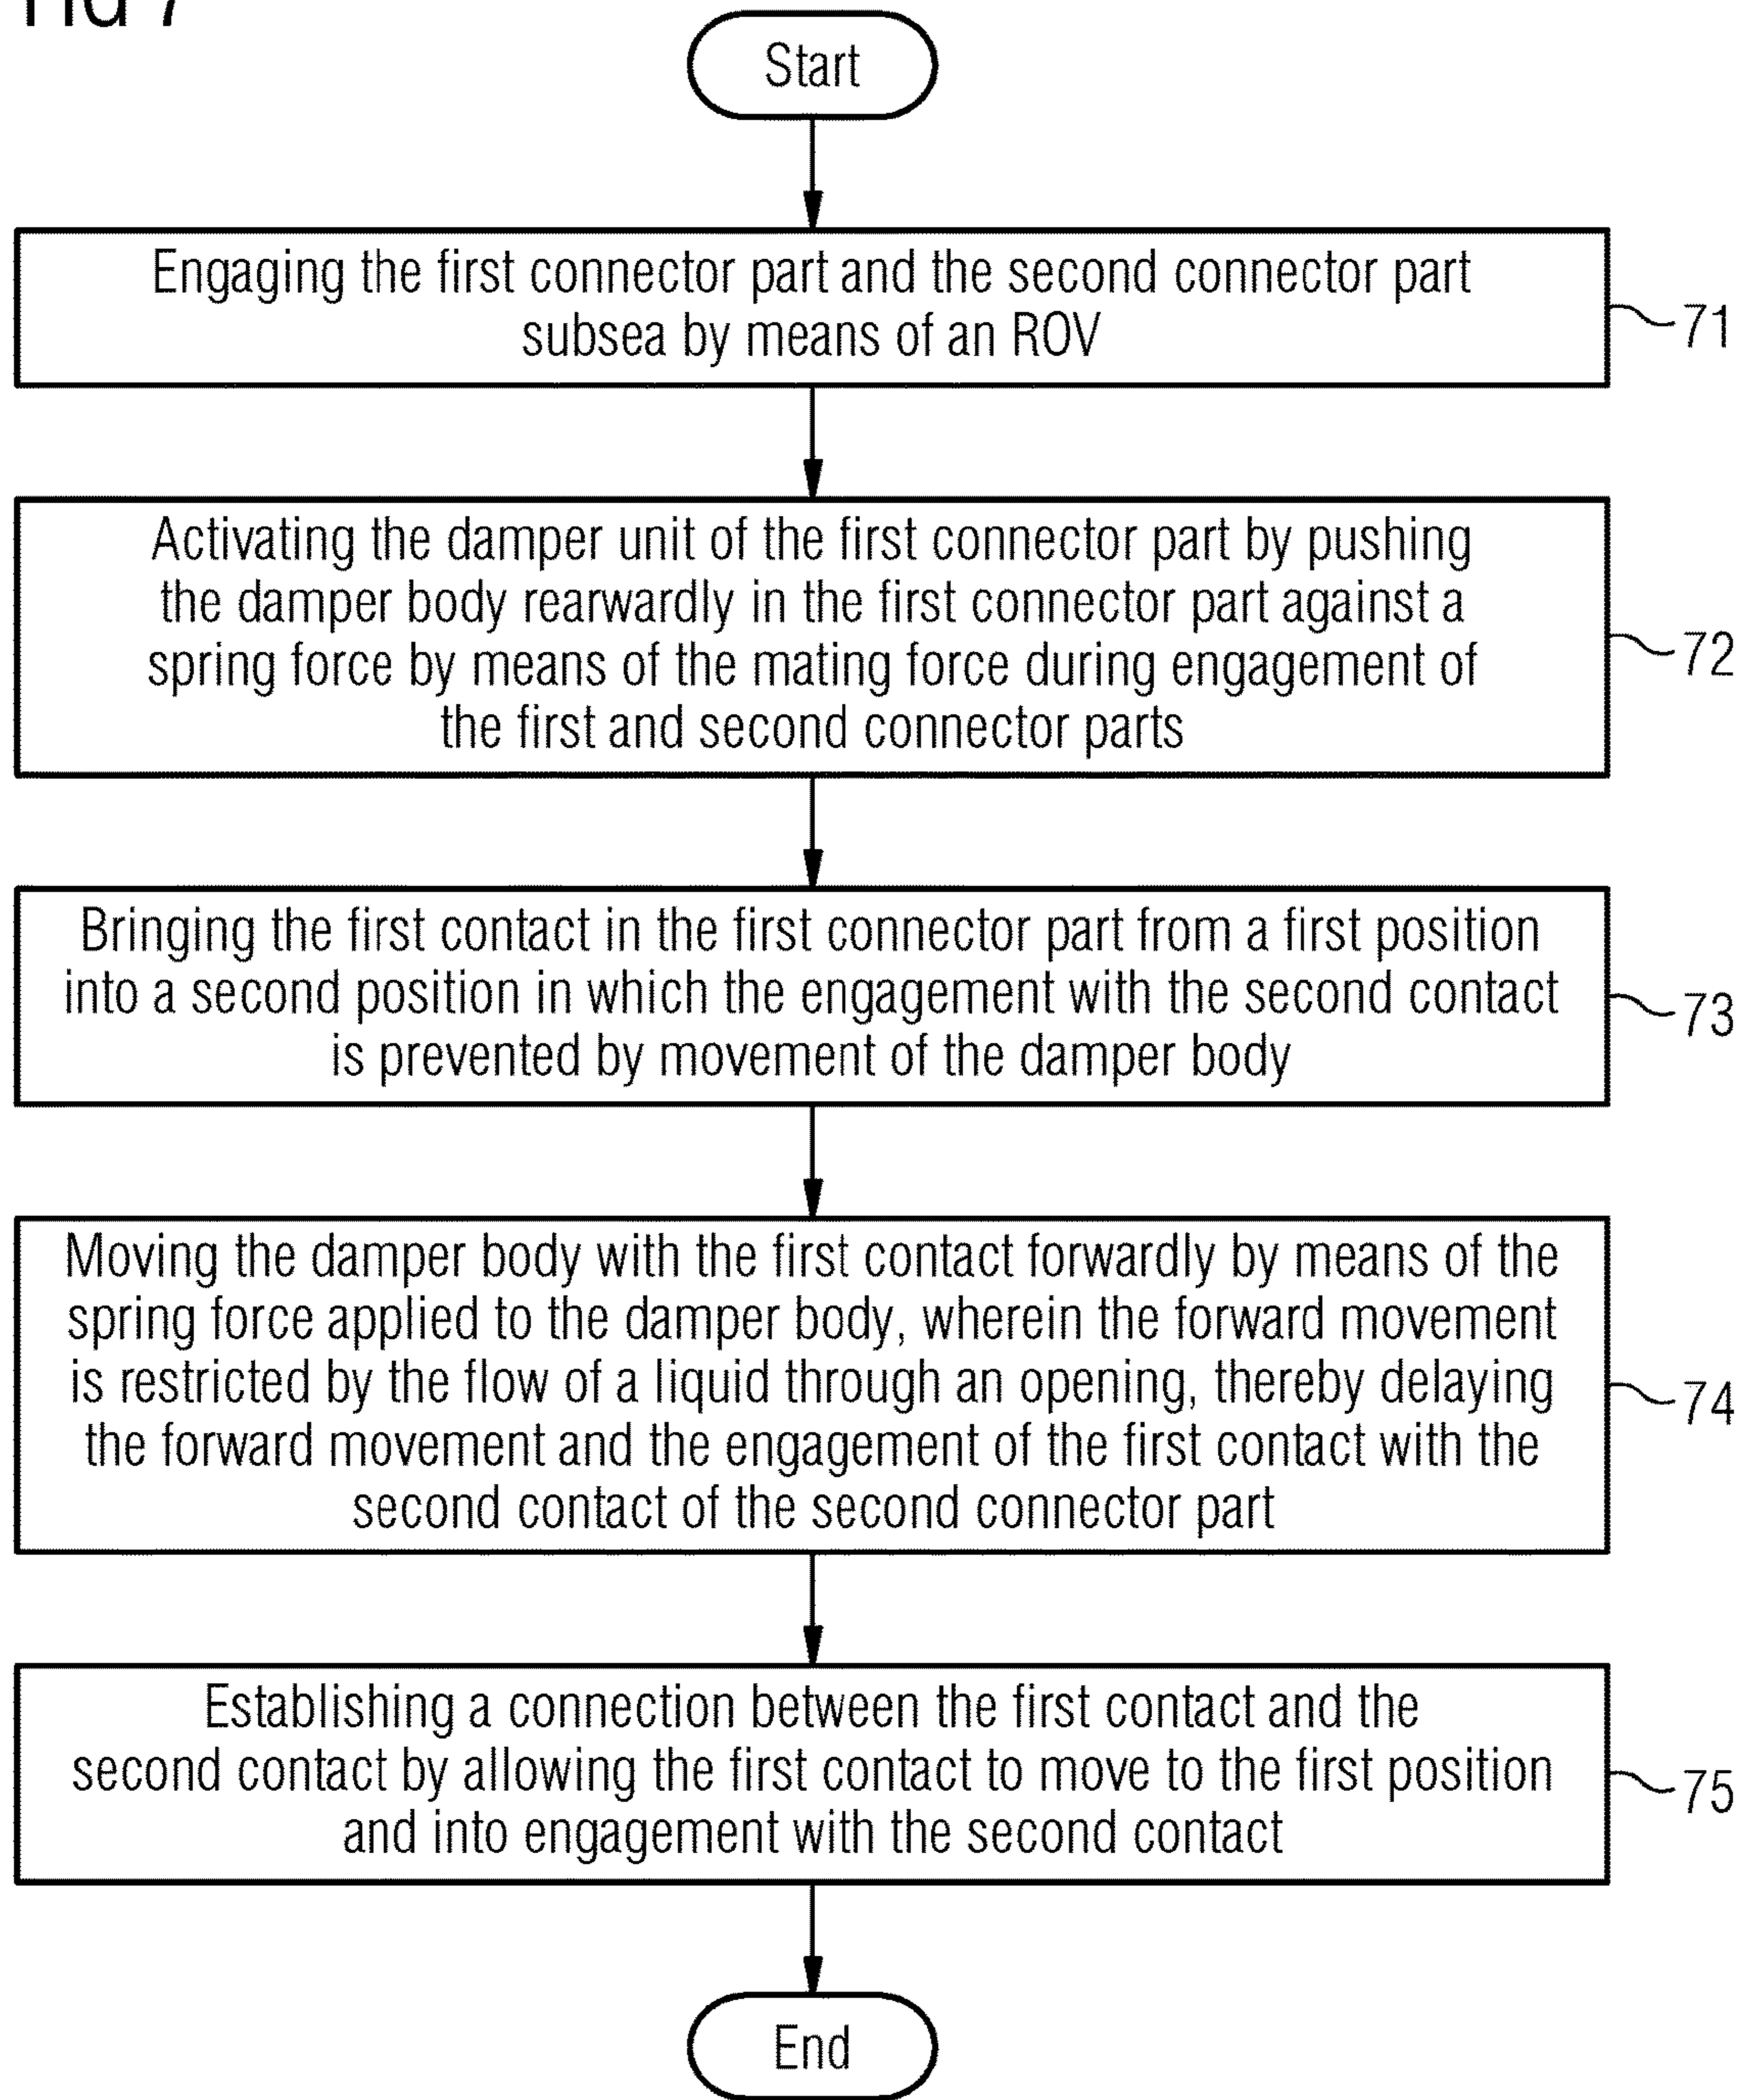 FIG 7
Start
Engaging the first connector part and the second connector part
subsea by means of an ROV
71
Activating the damper unit of the first connector part by pushing
the damper body rearwardly in the first connector part against a
spring force by means of the mating force during engagement of
the first and second connector parts
72
Bringing the first contact in the first connector part from a first position
into a second position in which the engagement with the second contact
is prevented by movement of the damper body
73
Moving the damper body with the first contact forwardly by means of the
spring force applied to the damper body, wherein the forward movement
is restricted by the flow of a liquid through an opening, thereby delaying
the forward movement and the engagement of the first contact with the
second contact of the second connector part
74
Establishing a connection between the first contact and the
second contact by allowing the first contact to move to the first position
and into engagement with the second contact
75
End